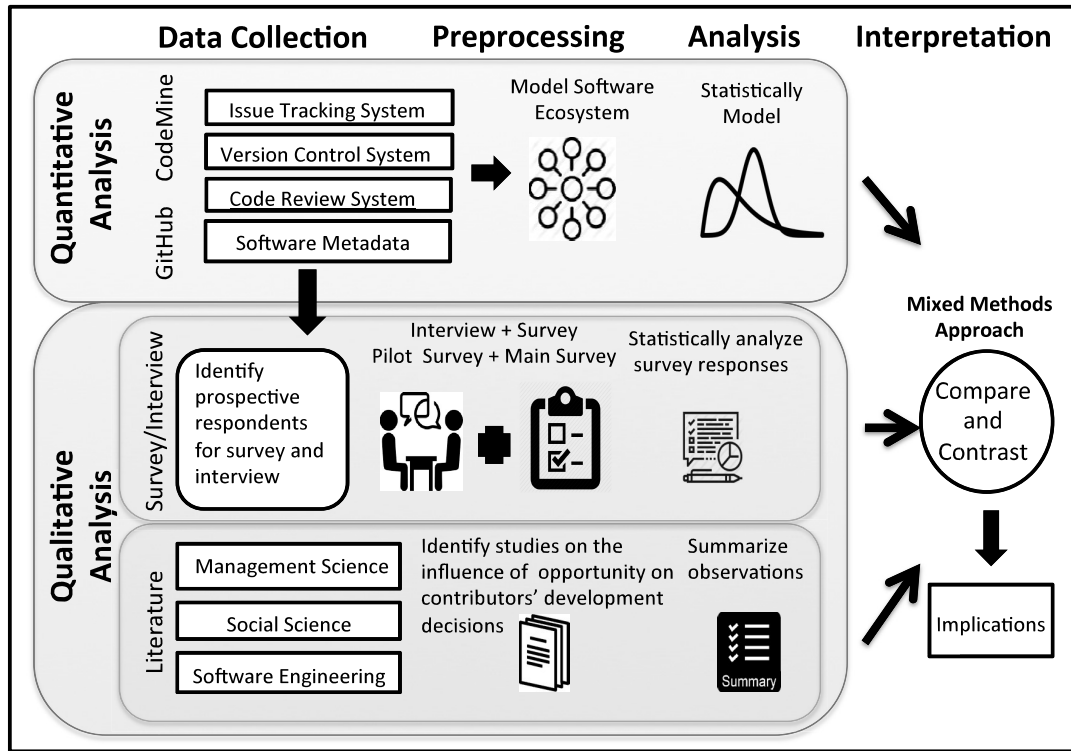 Data Collection
Preprocessing
Analysis
Interpretation
Quantitative
Analysis
CodeMine
GitHub
Issue Tracking System
Version Control System
Code Review System
Software Metadata
Model Software
Ecosystem
Statistically
Model
Qualitative
Analysis
Survey/Interview
Identify
prospective
respondents
for survey and
interview
Interview + Survey
Pilot Survey + Main Survey
Statistically analyze
survey responses
Literature
Management Science
Social Science
Software Engineering
Identify studies on the
influence of opportunity on
contributors’ development
decisions
Summarize
observations
Summary
Mixed Methods
Approach
Compare
and
Contrast
Implications